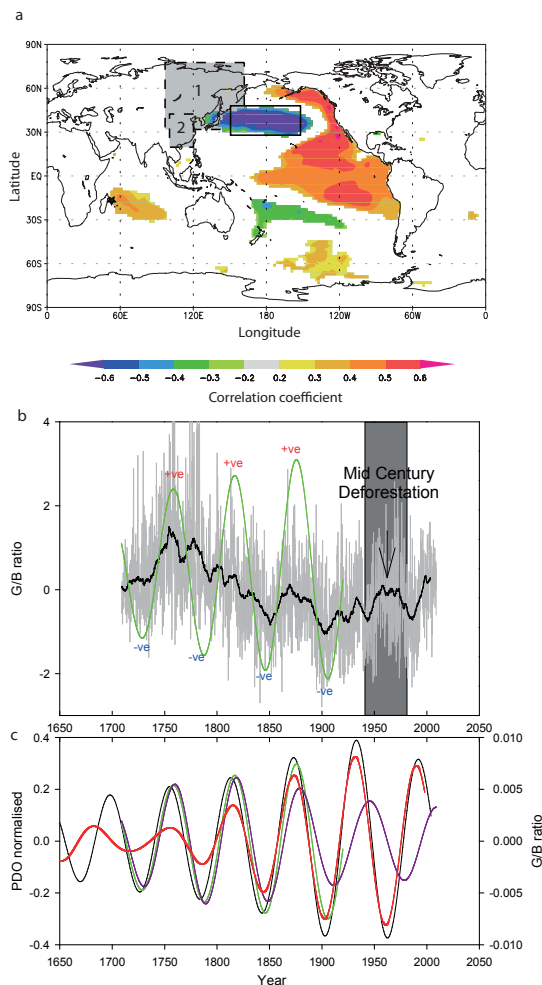 a
90N
60N
30N
EQ
30S
60S
90S
Latitude
1
2
0
60E
120E
180
120W
60W
0
Longitude
-0.6
-0.5
-0.4
-0.3
-0.2
0.2
0.3
0.4
0.5
0.6
Correlation coefficient
b
4
2
0
-2
G/B ratio
+ve
+ve
+ve
-ve
-ve
-ve
-ve
Mid Century
Deforestation
1650
1700
1750
1800
1850
1900
1950
2000
2050
c
0.4
0.2
0.0
-0.2
-0.4
PDO normalised
0.010
0.005
0.000
-0.005
-0.010
G/B ratio
1650
1700
1750
1800
1850
1900
1950
2000
2050
Year